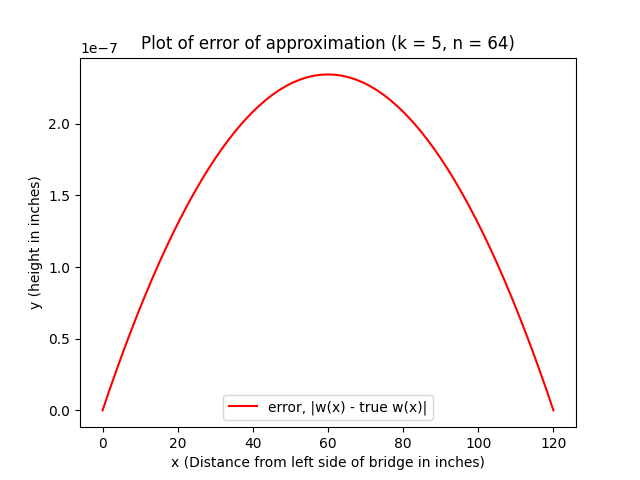 Plot of error of approximation (k = 5, n = 64)
1e−7
2.0
1.5
1.0
0.5
0.0
y (height in inches)
error, |w(x) - true w(x)|
0 20 40 60 80 100 120
x (Distance from left side of bridge in inches)